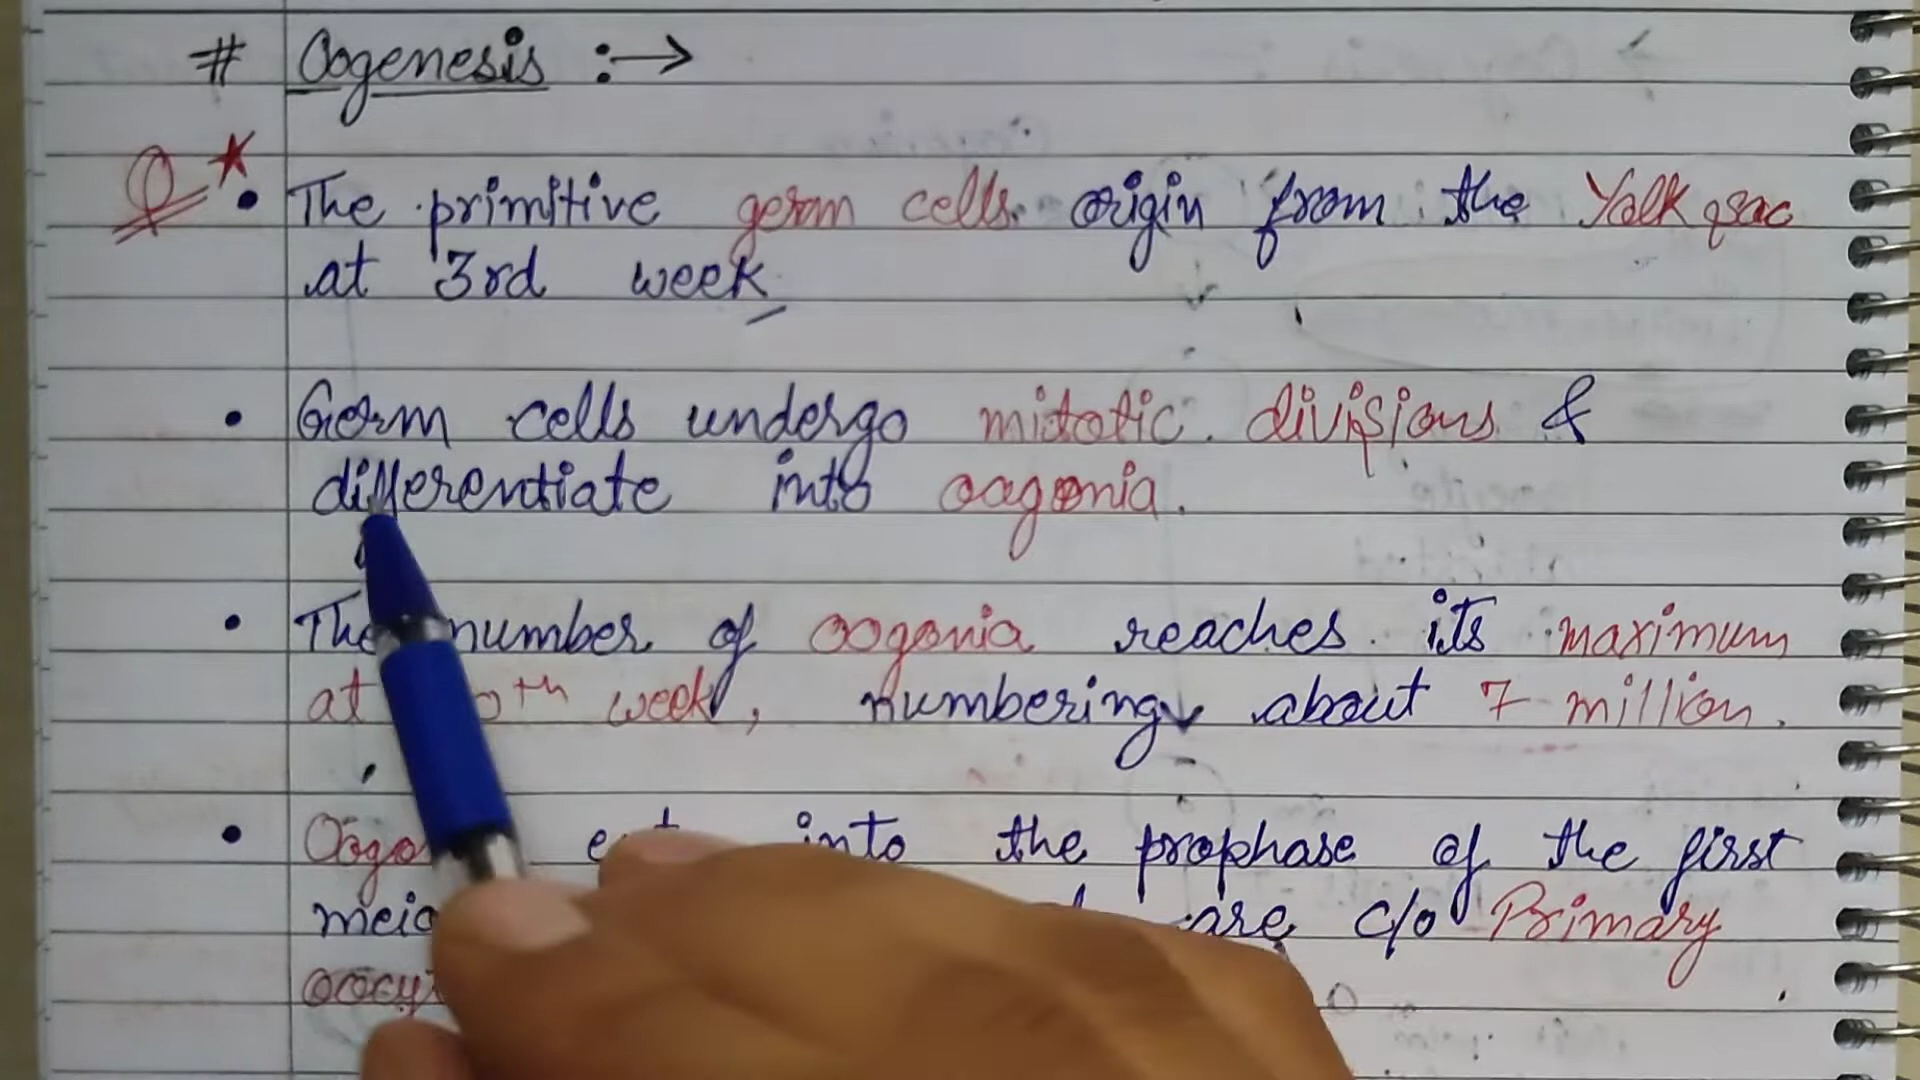 # Oogenesis :→
Q★ • The primitive germ cells origin from the Yolk sac
at 3rd week
• Germ cells undergo mitotic divisions &
differentiate into oogonia.
• The number of oogonia reaches its maximum
at week, numbering about 7 million.
• into the prophase of the first
are c/o Primary